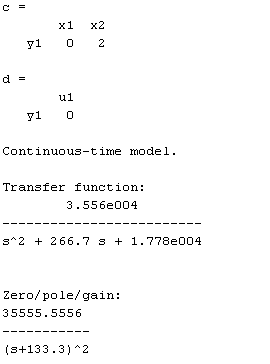 c =
x1 x2
y1 0 2
d =
u1
y1 0
Continuous-time model.
Transfer function:
3.556e004
-------------------------
s^2 + 266.7 s + 1.778e004
Zero/pole/gain:
35555.5556
-----------
(s+133.3)^2